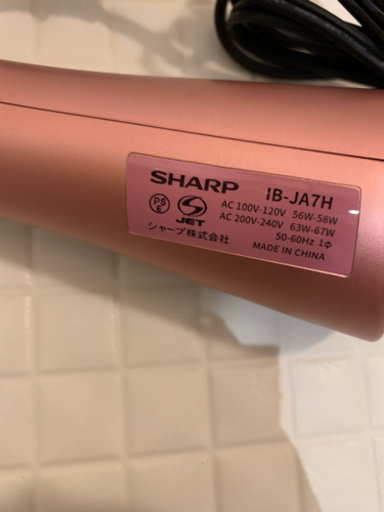 SHARP IB-JA7H
PS E JET
AC 100V-120V 56W-58W
AC 200V-240V 63W-67W
シャープ株式会社 50-60Hz 1ϕ
MADE IN CHINA